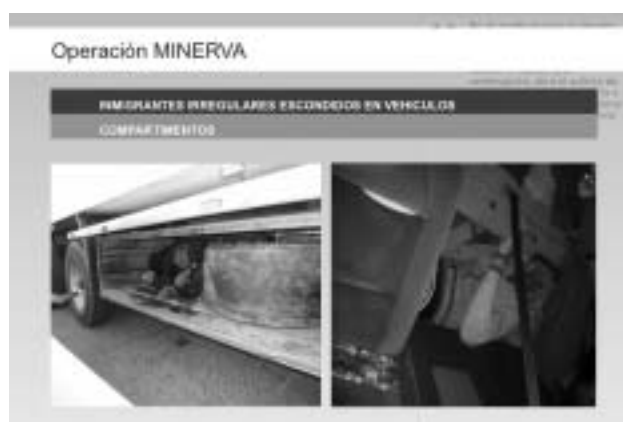 Operación MINERVA
INMIGRANTES IRREGULARES ESCONDIDOS EN VEHICULOS
COMPARTIMENTOS